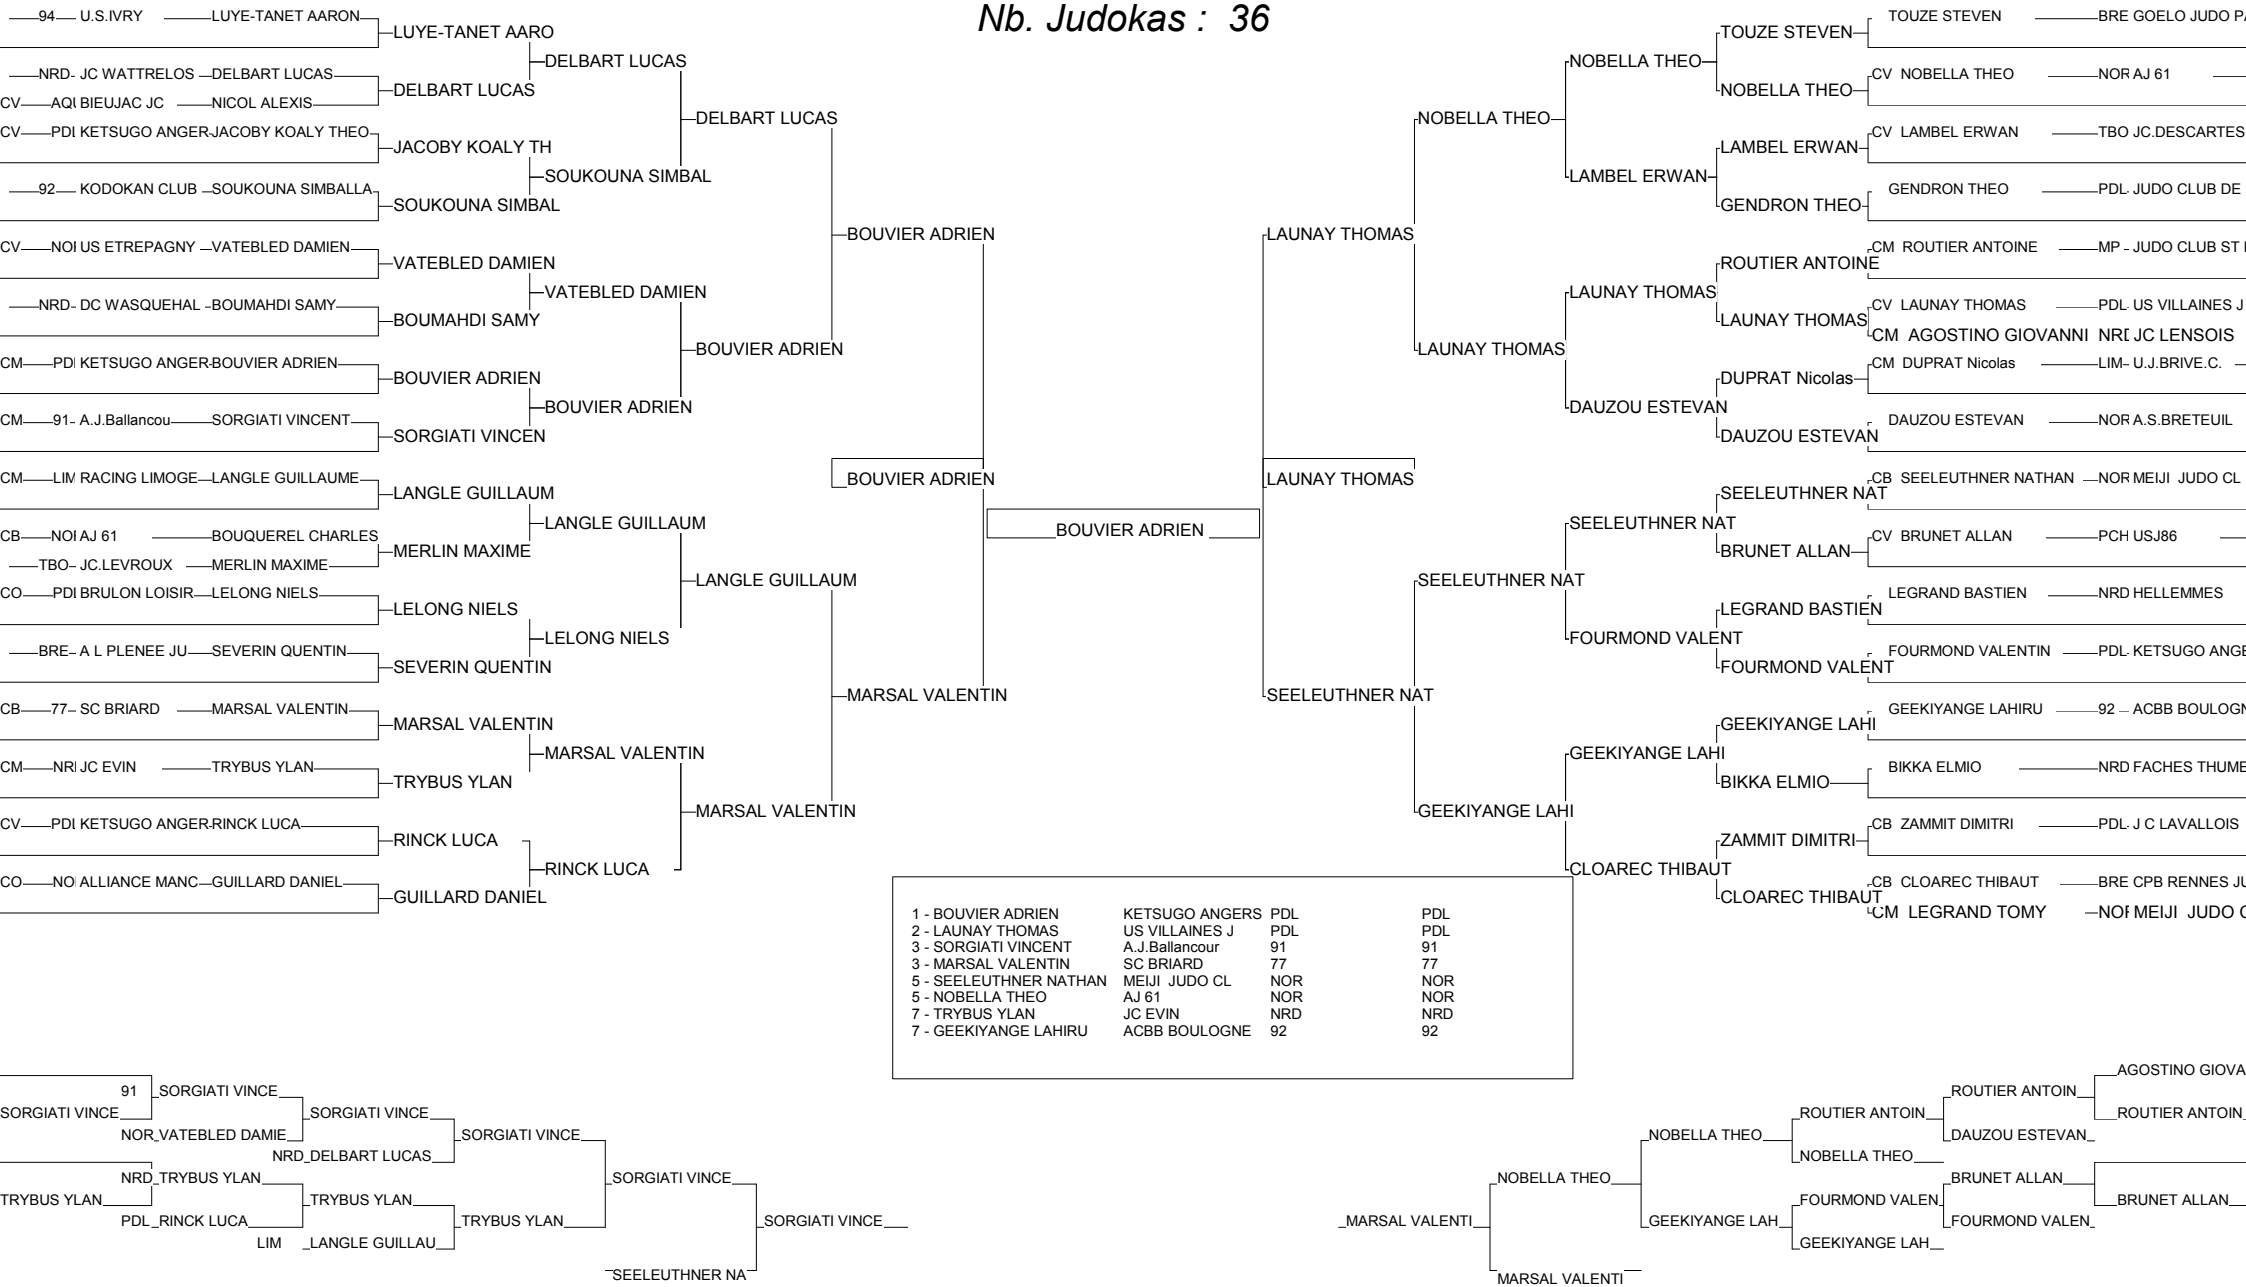 Nb. Judokas : 36
94 U.S.IVRY LUYE-TANET AARON
NRD JC WATTRELOS DELBART LUCAS
CV AQU BIEUJAC JC NICOL ALEXIS
CV PDL KETSUGO ANGER JACOBY KOALY THEO
92 KODOKAN CLUB SOUKOUNA SIMBALLA
CV NOR US ETREPAGNY VATEBLED DAMIEN
NRD DC WASQUEHAL BOUMAHDI SAMY
CM PDL KETSUGO ANGER BOUVIER ADRIEN
CM 91 A.J.Ballancou SORGIATI VINCENT
CM LIM RACING LIMOGE LANGLE GUILLAUME
CB NOR AJ 61 BOUQUEREL CHARLES
TBO JC.LEVROUX MERLIN MAXIME
CO PDL BRULON LOISIR LELONG NIELS
BRE A L PLENEE JU SEVERIN QUENTIN
CB 77 SC BRIARD MARSAL VALENTIN
CM NRD JC EVIN TRYBUS YLAN
CV PDL KETSUGO ANGER RINCK LUCA
CO NO ALLIANCE MANC GUILLARD DANIEL
LUYE-TANET AARO
DELBART LUCAS
JACOBY KOALY TH
SOUKOUNA SIMBAL
VATEBLED DAMIEN
BOUMAHDI SAMY
BOUVIER ADRIEN
SORGIATI VINCEN
LANGLE GUILLAUM
MERLIN MAXIME
LELONG NIELS
SEVERIN QUENTIN
MARSAL VALENTIN
TRYBUS YLAN
RINCK LUCA
GUILLARD DANIEL
DELBART LUCAS
SOUKOUNA SIMBAL
VATEBLED DAMIEN
BOUVIER ADRIEN
LANGLE GUILLAUM
LELONG NIELS
MARSAL VALENTIN
RINCK LUCA
DELBART LUCAS
BOUVIER ADRIEN
LANGLE GUILLAUM
MARSAL VALENTIN
BOUVIER ADRIEN
BOUVIER ADRIEN
MARSAL VALENTIN
BOUVIER ADRIEN
LAUNAY THOMAS
LAUNAY THOMAS
SEELEUTHNER NAT
NOBELLA THEO
LAUNAY THOMAS
SEELEUTHNER NAT
GEEKIYANGE LAHI
NOBELLA THEO
LAMBEL ERWAN
LAUNAY THOMAS
DAUZOU ESTEVAN
SEELEUTHNER NAT
FOURMOND VALENT
GEEKIYANGE LAHI
CLOAREC THIBAUT
TOUZE STEVEN
NOBELLA THEO
LAMBEL ERWAN
GENDRON THEO
ROUTIER ANTOINE
LAUNAY THOMAS
DUPRAT Nicolas
DAUZOU ESTEVAN
SEELEUTHNER NAT
BRUNET ALLAN
LEGRAND BASTIEN
FOURMOND VALENT
GEEKIYANGE LAHI
BIKKA ELMIO
ZAMMIT DIMITRI
CLOAREC THIBAUT
TOUZE STEVEN BRE GOELO JUDO PA
CV NOBELLA THEO NOR AJ 61
CV LAMBEL ERWAN TBO JC.DESCARTES
GENDRON THEO PDL JUDO CLUB DE
CM ROUTIER ANTOINE MP JUDO CLUB ST
CV LAUNAY THOMAS PDL US VILLAINES J
CM AGOSTINO GIOVANNI NRD JC LENSOIS
CM DUPRAT Nicolas LIM U.J.BRIVE.C.
DAUZOU ESTEVAN NOR A.S.BRETEUIL
CB SEELEUTHNER NATHAN NOR MEIJI JUDO CL
CV BRUNET ALLAN PCH USJ86
LEGRAND BASTIEN NRD HELLEMMES
FOURMOND VALENTIN PDL KETSUGO ANGE
GEEKIYANGE LAHIRU 92 ACBB BOULOGN
BIKKA ELMIO NRD FACHES THUME
CB ZAMMIT DIMITRI PDL J C LAVALLOIS
CB CLOAREC THIBAUT BRE CPB RENNES JU
CM LEGRAND TOMY NOR MEIJI JUDO C
1 - BOUVIER ADRIEN KETSUGO ANGERS PDL PDL
2 - LAUNAY THOMAS US VILLAINES J PDL PDL
3 - SORGIATI VINCENT A.J.Ballancour 91 91
3 - MARSAL VALENTIN SC BRIARD 77 77
5 - SEELEUTHNER NATHAN MEIJI JUDO CL NOR NOR
5 - NOBELLA THEO AJ 61 NOR NOR
7 - TRYBUS YLAN JC EVIN NRD NRD
7 - GEEKIYANGE LAHIRU ACBB BOULOGNE 92 92
SORGIATI VINCE
TRYBUS YLAN
91 SORGIATI VINCE
NOR VATEBLED DAMIE
NRD TRYBUS YLAN
PDL RINCK LUCA
SORGIATI VINCE
NRD DELBART LUCAS
TRYBUS YLAN
LIM LANGLE GUILLAU
SORGIATI VINCE
TRYBUS YLAN
SORGIATI VINCE
SEELEUTHNER NA
SORGIATI VINCE
MARSAL VALENTI
NOBELLA THEO
MARSAL VALENTI
NOBELLA THEO
GEEKIYANGE LAH
ROUTIER ANTOIN
NOBELLA THEO
FOURMOND VALEN
GEEKIYANGE LAH
ROUTIER ANTOIN
DAUZOU ESTEVAN
BRUNET ALLAN
FOURMOND VALEN
AGOSTINO GIOVA
ROUTIER ANTOIN
BRUNET ALLAN